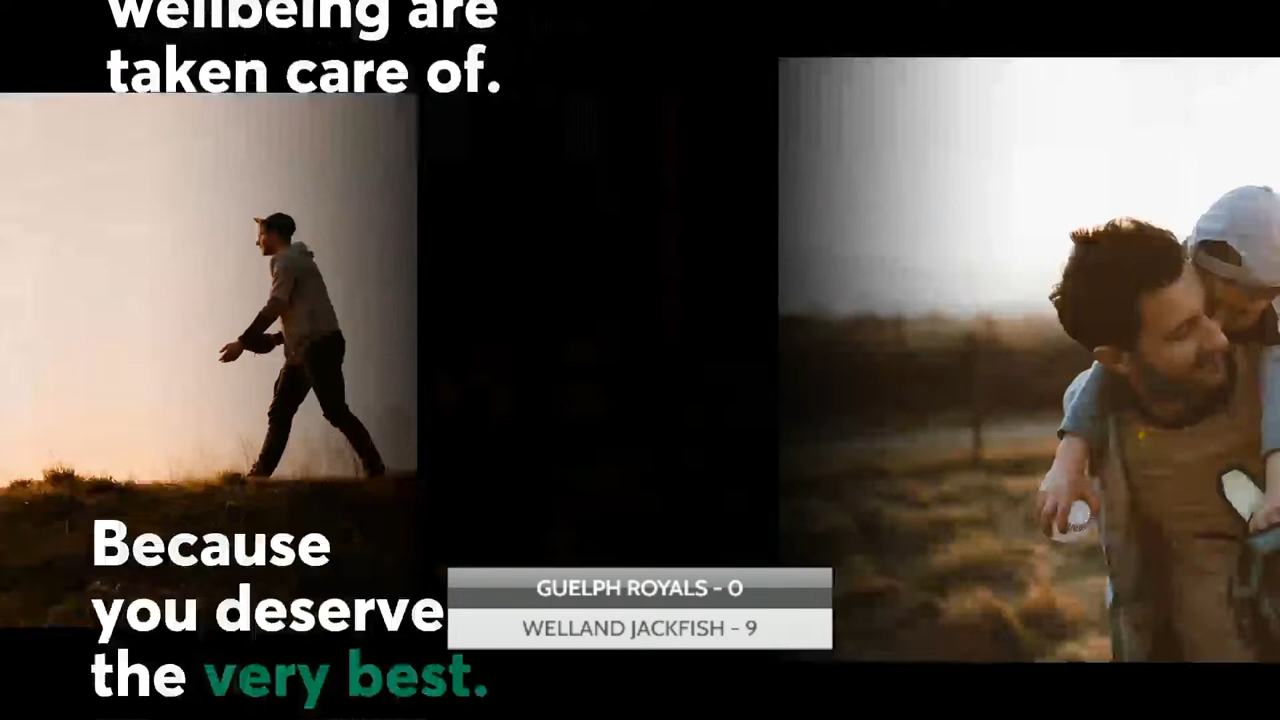 wellbeing are
taken care of.
Because
you deserve
the very best.
GUELPH ROYALS - 0
WELLAND JACKFISH - 9